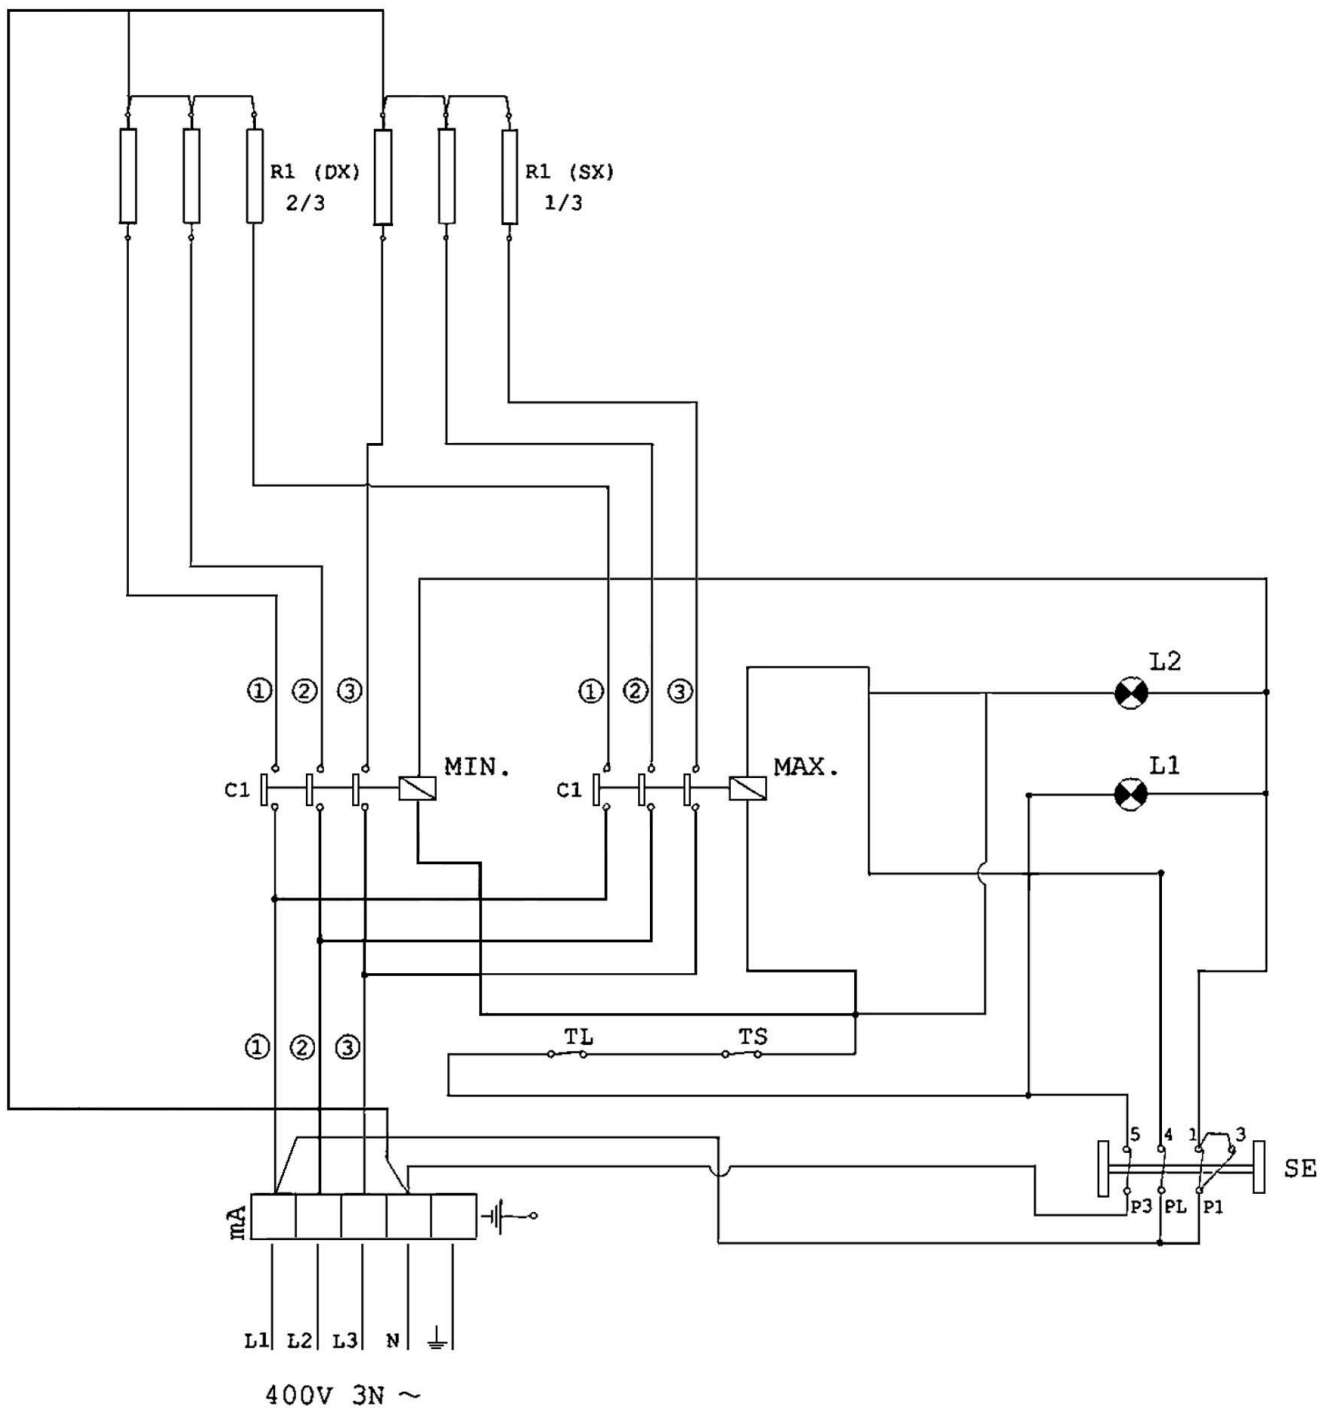 R1 (DX)
2/3
R1 (SX)
1/3
L2
① ② ③
① ② ③
MIN.
MAX.
L1
C1
C1
TL
TS
① ② ③
5 4 1 3
SE
P3 PL P1
mA
L1 L2 L3 N
400V 3N ~